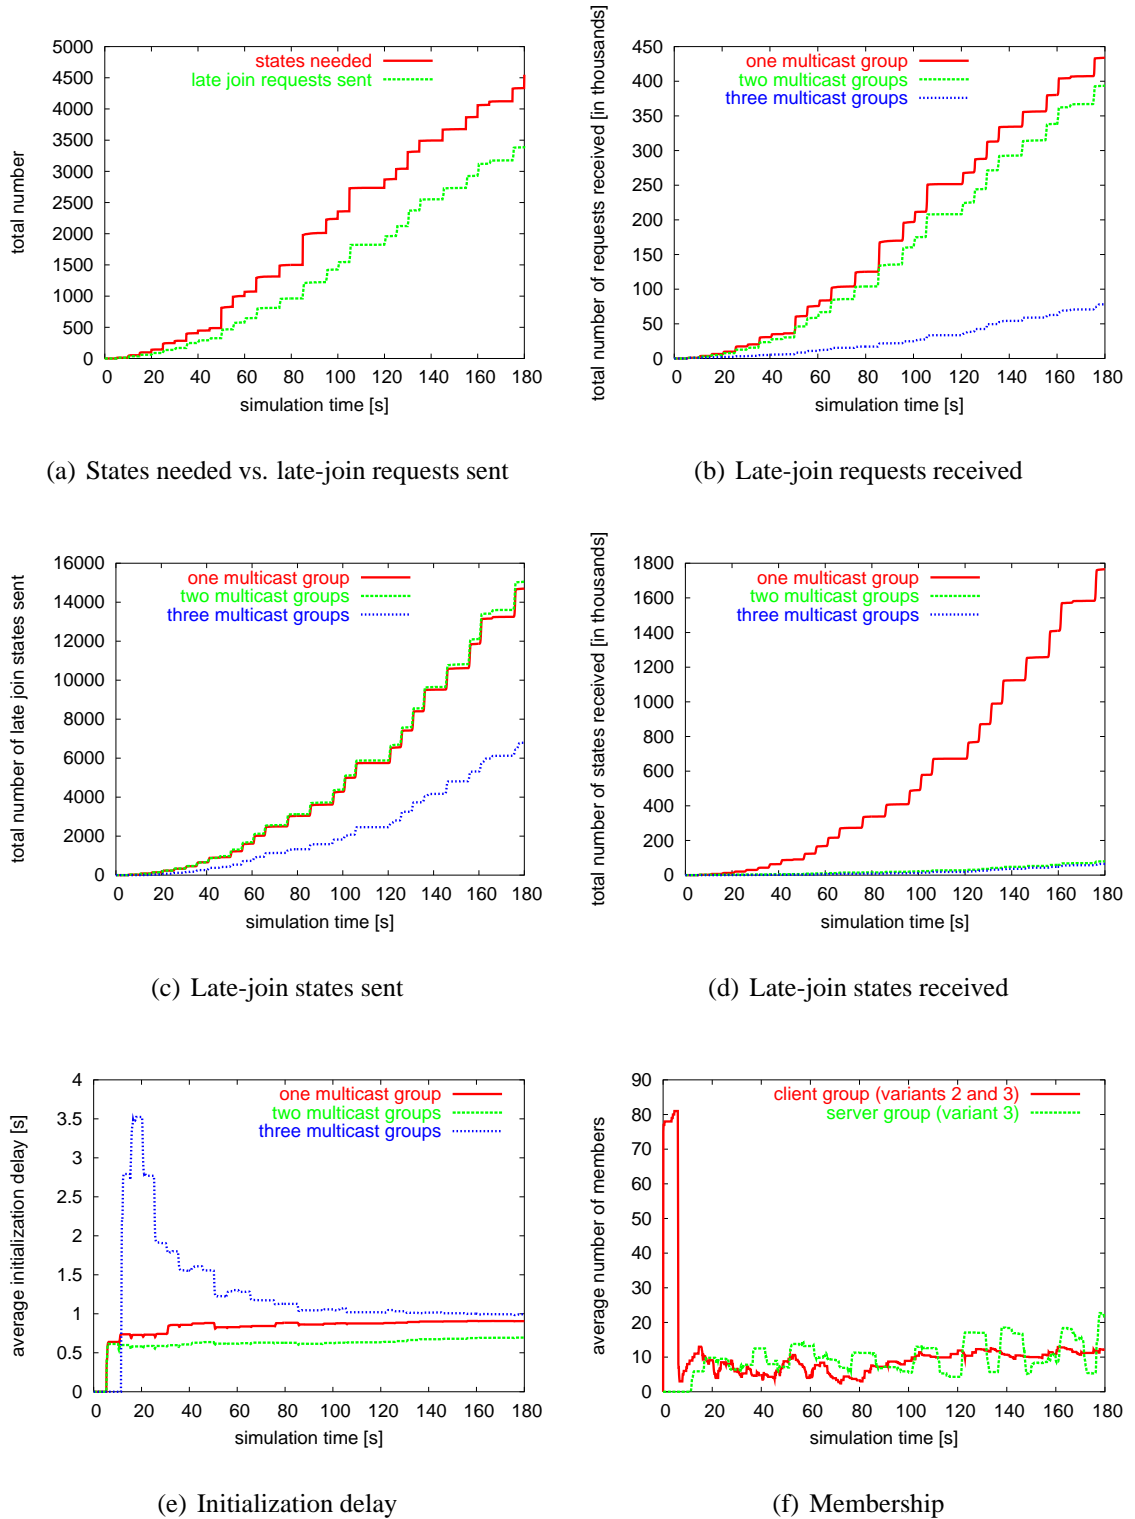 5000
4500
4000
3500
3000
2500
2000
1500
1000
500
0
0 20 40 60 80 100 120 140 160 180
total number
simulation time [s]
states needed
late join requests sent
(a) States needed vs. late-join requests sent
450
400
350
300
250
200
150
100
50
0
0 20 40 60 80 100 120 140 160 180
total number of requests received [in thousands]
simulation time [s]
one multicast group
two multicast groups
three multicast groups
(b) Late-join requests received
16000
14000
12000
10000
8000
6000
4000
2000
0
0 20 40 60 80 100 120 140 160 180
total number of late join states sent
simulation time [s]
one multicast group
two multicast groups
three multicast groups
(c) Late-join states sent
1800
1600
1400
1200
1000
800
600
400
200
0
0 20 40 60 80 100 120 140 160 180
total number of states received [in thousands]
simulation time [s]
one multicast group
two multicast groups
three multicast groups
(d) Late-join states received
4
3.5
3
2.5
2
1.5
1
0.5
0
0 20 40 60 80 100 120 140 160 180
average initialization delay [s]
simulation time [s]
one multicast group
two multicast groups
three multicast groups
(e) Initialization delay
90
80
70
60
50
40
30
20
10
0
0 20 40 60 80 100 120 140 160 180
average number of members
simulation time [s]
client group (variants 2 and 3)
server group (variant 3)
(f) Membership